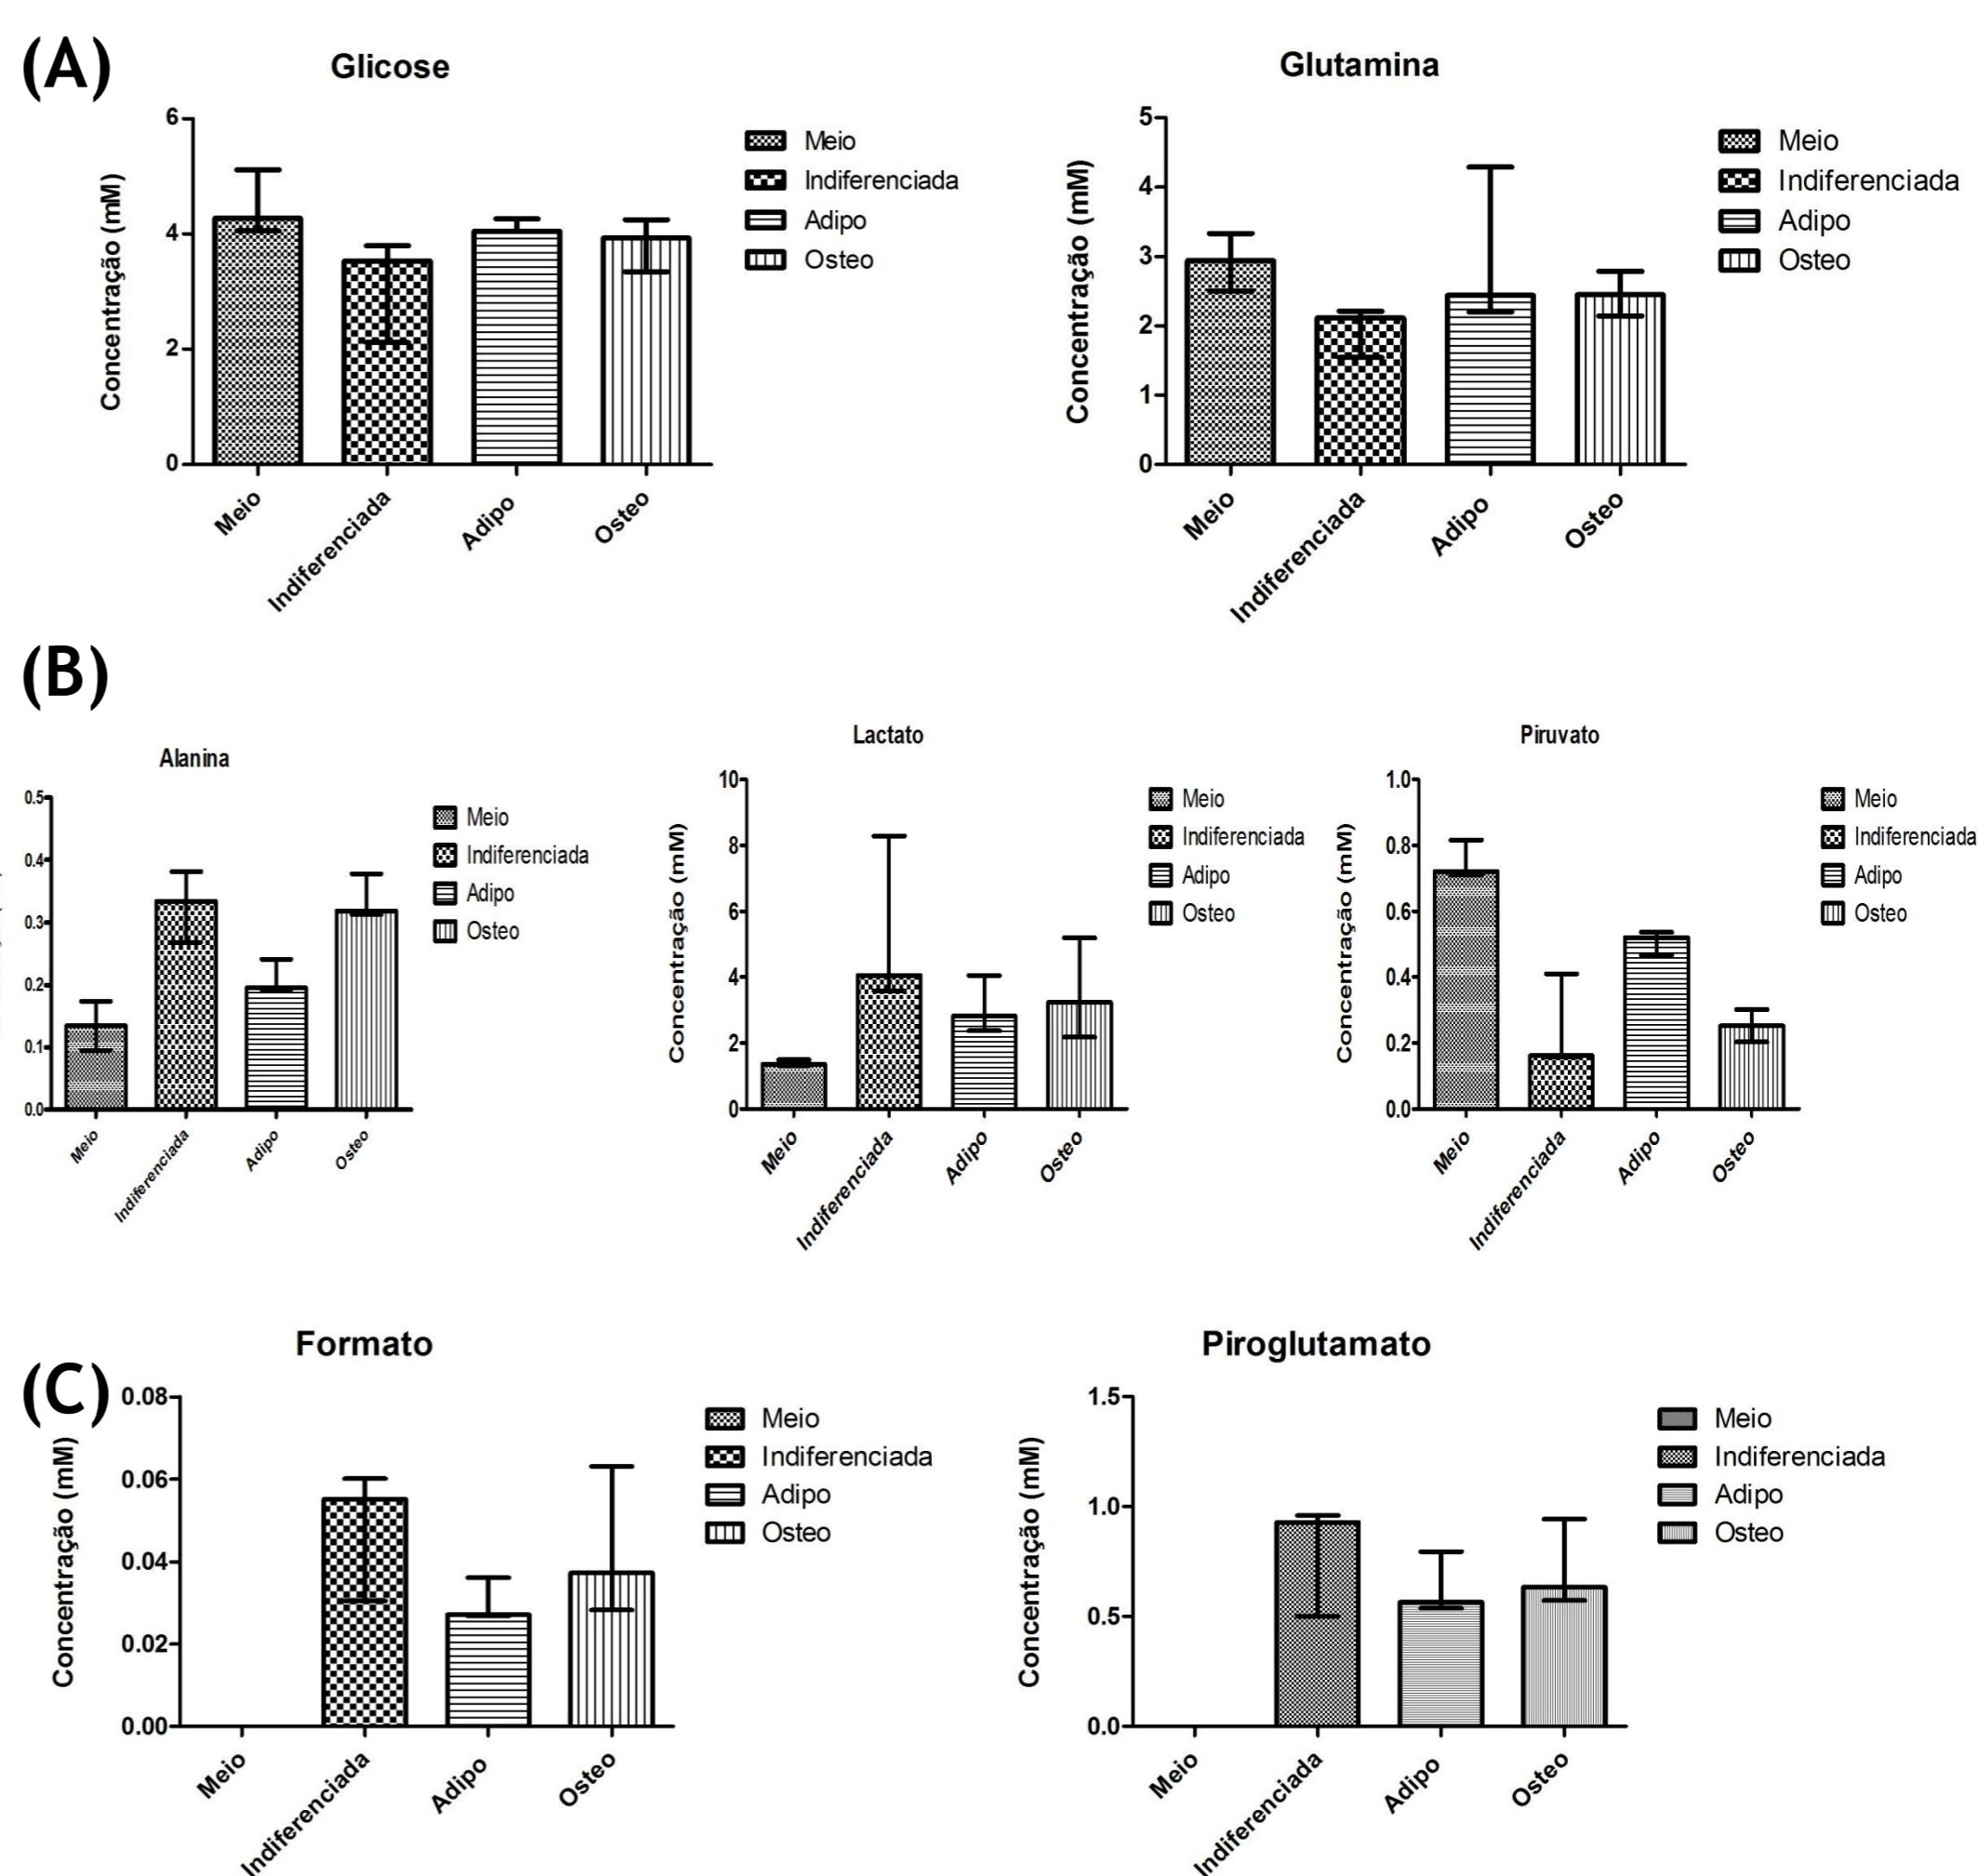 (A)
Glicose
Concentração (mM)
6
4
2
0
Meio
Indiferenciada
Adipo
Osteo
Meio
Indiferenciada
Adipo
Osteo
Glutamina
Concentração (mM)
5
4
3
2
1
0
Meio
Indiferenciada
Adipo
Osteo
Meio
Indiferenciada
Adipo
Osteo
(B)
Alanina
0.5
0.4
0.3
0.2
0.1
0.0
Meio
Indiferenciada
Adipo
Osteo
Meio
Indiferenciada
Adipo
Osteo
Lactato
Concentração (mM)
10
8
6
4
2
0
Meio
Indiferenciada
Adipo
Osteo
Meio
Indiferenciada
Adipo
Osteo
Piruvato
Concentração (mM)
1.0
0.8
0.6
0.4
0.2
0.0
Meio
Indiferenciada
Adipo
Osteo
Meio
Indiferenciada
Adipo
Osteo
(C)
Formato
Concentração (mM)
0.08
0.06
0.04
0.02
0.00
Meio
Indiferenciada
Adipo
Osteo
Meio
Indiferenciada
Adipo
Osteo
Piroglutamato
Concentração (mM)
1.5
1.0
0.5
0.0
Meio
Indiferenciada
Adipo
Osteo
Meio
Indiferenciada
Adipo
Osteo